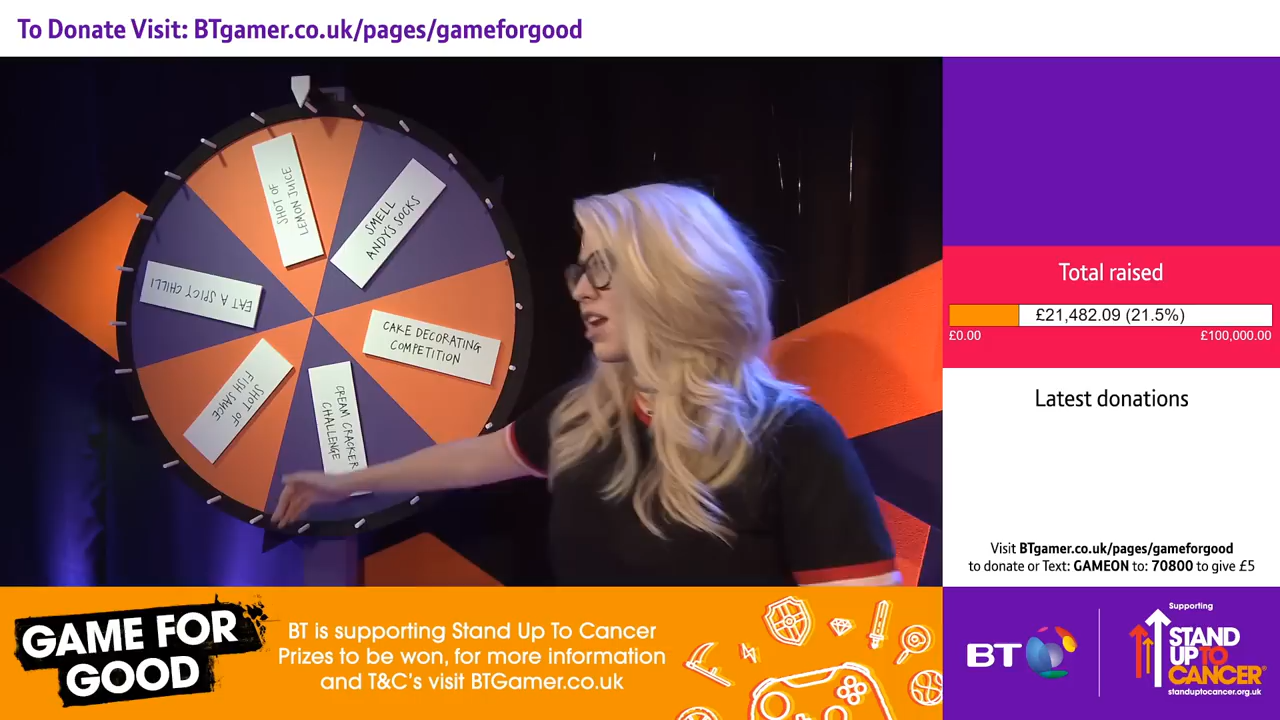 To Donate Visit: BTgamer.co.uk/pages/gameforgood
SHOT OF
LEMON JUICE
SMELL
ANDY'S SOCKS
EAT A SPICY CHILLI
CAKE DECORATING
COMPETITION
SHOT OF
FISH SAUCE
CREAM CRACKER
CHALLENGE
Total raised
£21,482.09 (21.5%)
£0.00
£100,000.00
Latest donations
Visit BTgamer.co.uk/pages/gameforgood
to donate or Text: GAMEON to: 70800 to give £5
GAME FOR
GOOD
BT is supporting Stand Up To Cancer
Prizes to be won, for more information
and T&C's visit BTGamer.co.uk
BT
Supporting
STAND
UP TO
CANCER
standuptocancer.org.uk